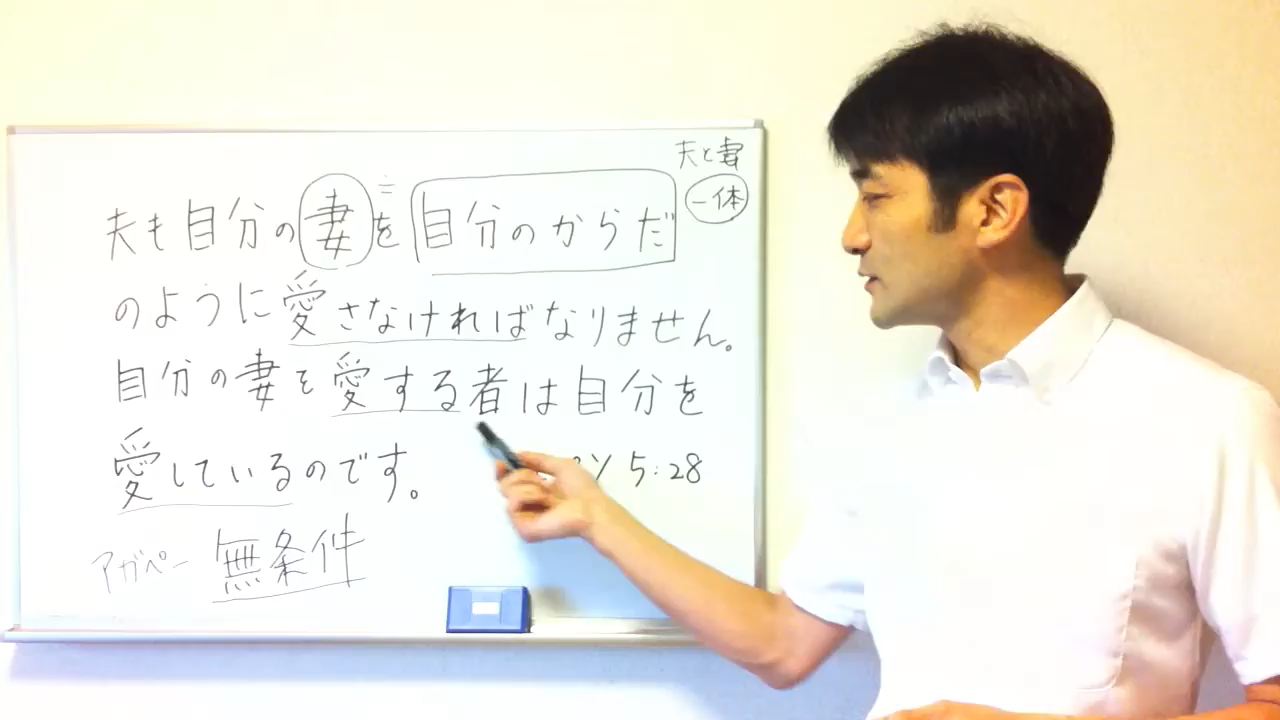 夫と妻
一体
夫も自分の妻を自分のからだ
のように愛さなければなりません。
自分の妻を愛する者は自分を
愛しているのです。 5:28
アガペー 無条件